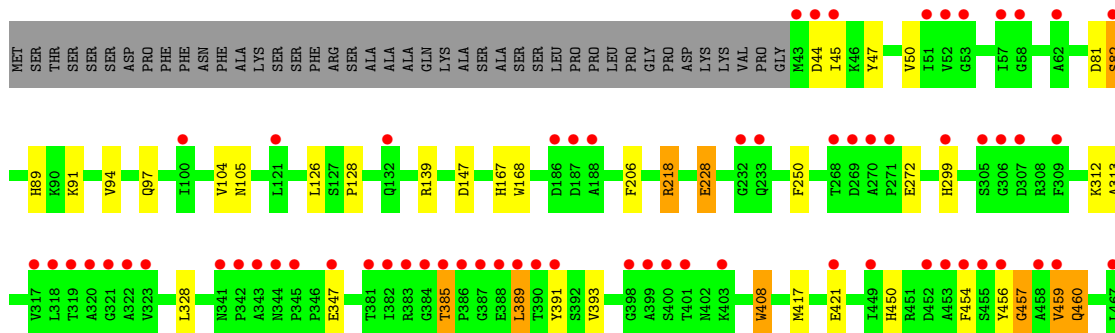 MET SER THR SER SER SER ASP PRO PHE PHE ASN PHE ALA LYS SER SER PHE ARG SER ALA ALA ALA GLN LYS ALA SER ALA SER SER LEU PRO PRO LEU PRO GLY PRO ASP LYS LYS VAL PRO GLY M43 D44 I45 K46 Y47 V50 I51 V52 G53 I57 G58 A62 D81 S82
H89 K90 K91 V94 Q97 I100 V104 N105 L121 L126 S127 P128 Q132 R139 D147 H167 W168 D186 D187 A188 F206 R218 E228 G232 Q233 F250 T268 D269 A270 P271 E272 H299 S305 G306 D307 R308 F309 K312 A313
V317 L318 T319 A320 G321 A322 V323 L328 N341 P342 A343 N344 P345 P346 E347 T381 I382 R383 G384 T385 P386 G387 E388 L389 T390 Y391 S392 V393 G398 A399 S400 T401 N402 K403 W408 M417 E421 I449 H450 R451 D452 A453 F454 S455 Y456 G457 A458 V459 Q460